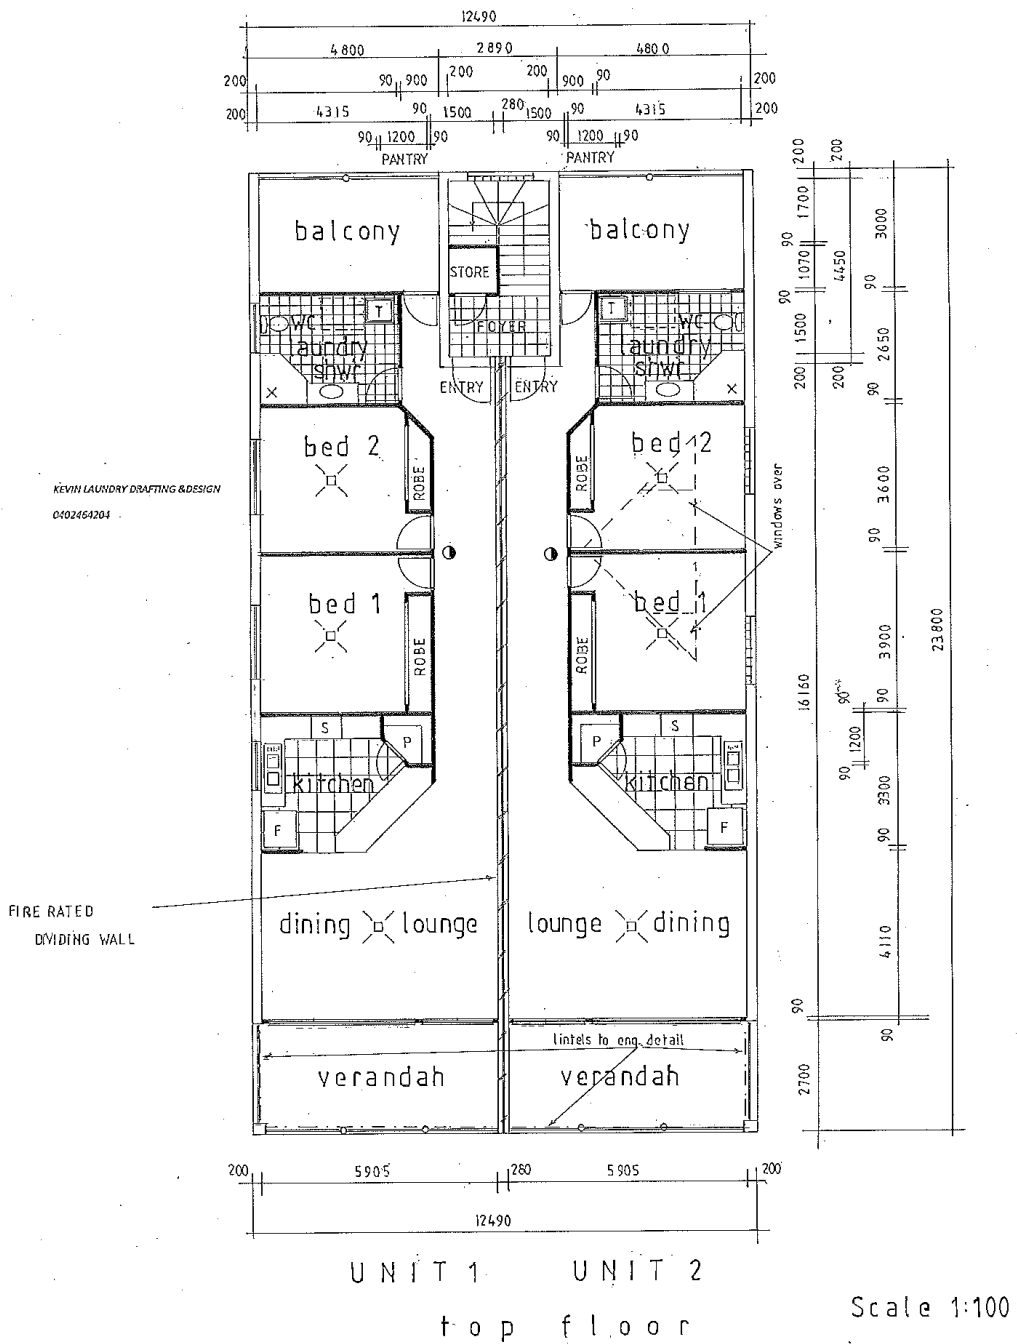 12490
4800 2890 4800
200 90 900 200 200 900 90 200
200 4315 90 1500 280 1500 90 4315 200
90 1200 90 90 1200 90
PANTRY PANTRY
balcony balcony
STORE
FOYER
T T
wc wc
laundry laundry
shwr shwr
ENTRY ENTRY
bed 2 bed 2
ROBE ROBE
KEVIN LAUNDRY DRAFTING & DESIGN
0402464204
windows over
bed 1 bed 1
ROBE ROBE
S S
P P
kitchen kitchen
F F
FIRE RATED
DIVIDING WALL
dining lounge lounge dining
lintels to eng. detail
verandah verandah
200 1700 90 1070 90 1500 200 16160 90 2700
200 4450 200
90 1200 90
3000 90 2650 90 3600 90 3900 90 3300 90 4110 90
23.800
200 5905 280 5905 200
12490
UNIT 1 UNIT 2
top floor
Scale 1:100